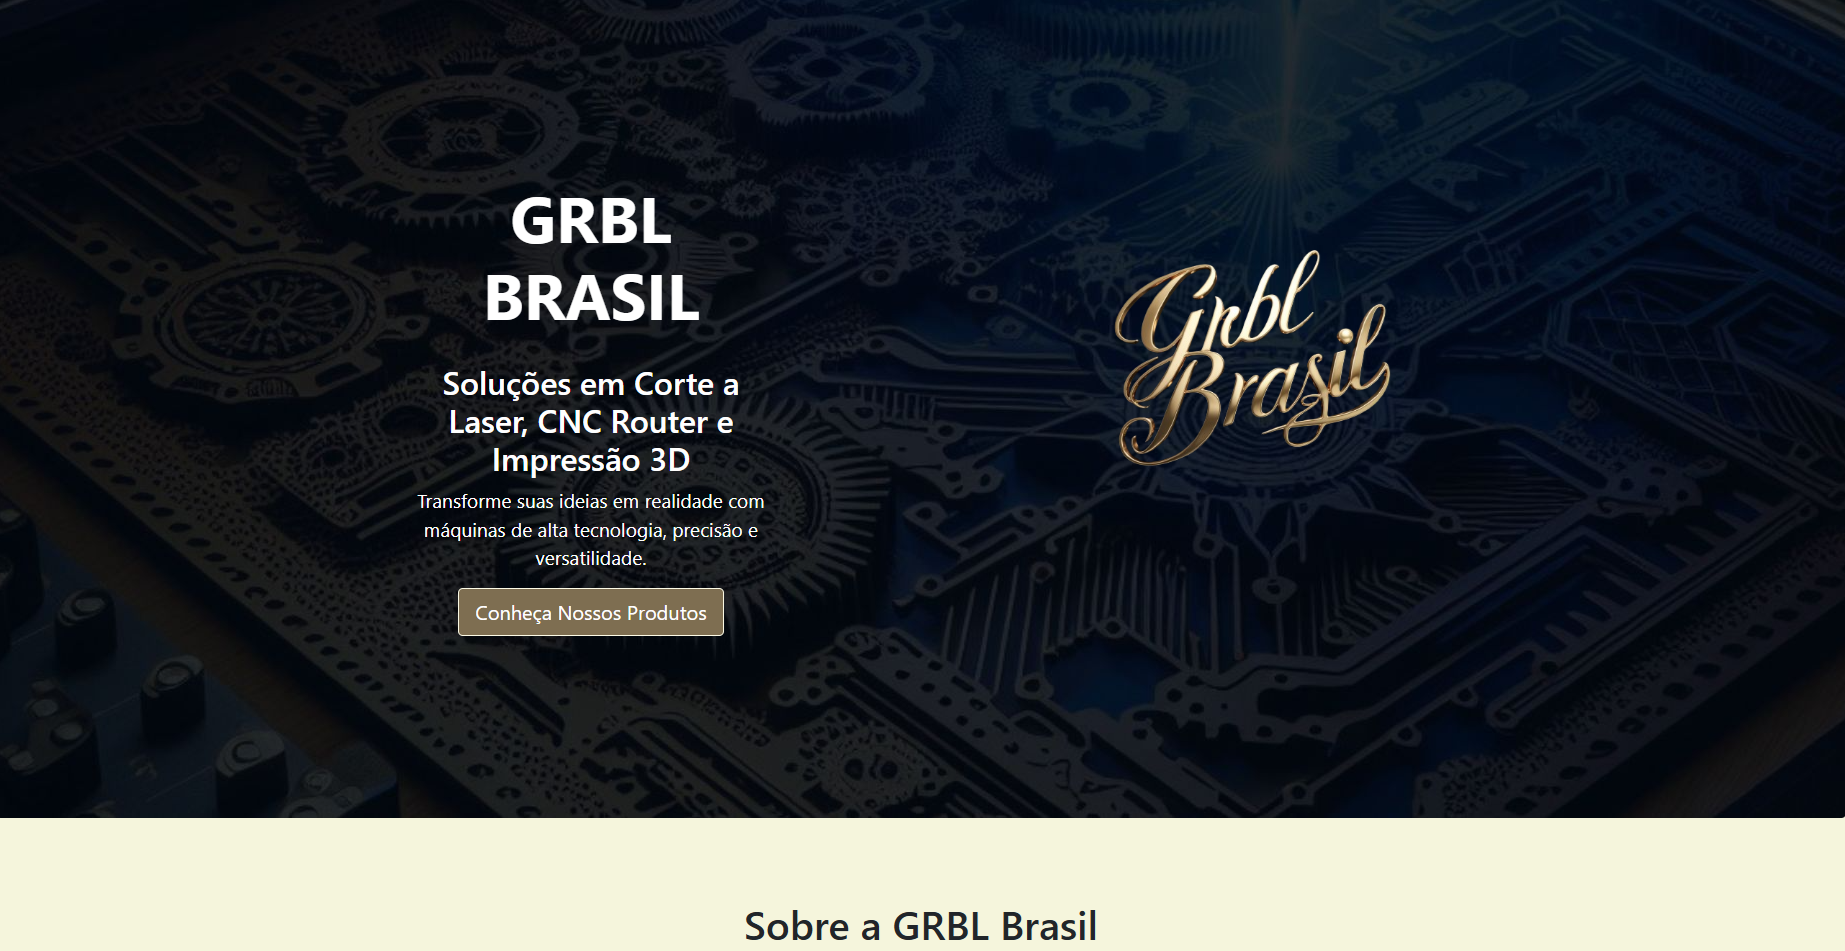 GRBL
BRASIL
Soluções em Corte a
Laser, CNC Router e
Impressão 3D
Transforme suas ideias em realidade com
máquinas de alta tecnologia, precisão e
versatilidade.
Conheça Nossos Produtos
Grbl
Brasil
Sobre a GRBL Brasil